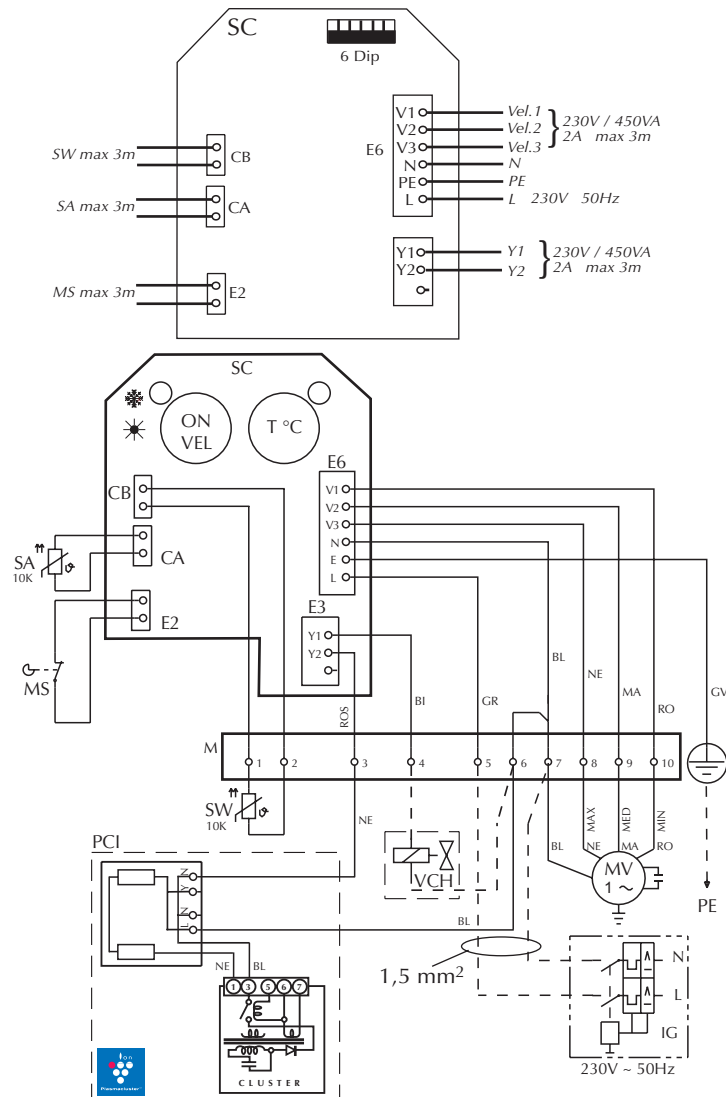 SC
6 Dip
V1
V2
V3
N
PE
L
E6
Vel.1
Vel.2
Vel.3
230V / 450VA
2A max 3m
N
PE
L 230V 50Hz
SW max 3m
CB
SA max 3m
CA
MS max 3m
E2
Y1
Y2
Y1
Y2
230V / 450VA
2A max 3m
SC
ON
VEL
T °C
E6
V1
V2
V3
N
E
L
CB
SA
10K
ϑ
CA
E2
MS
E3
Y1
Y2
ROS
BI
GR
BL
NE
MA
RO
GV
M
1 2 3 4 5 6 7 8 9 10
SW
10K
ϑ
NE
PCI
N
Y
N
L
NE
BL
1 3 5 6 7
CLUSTER
Ion
Plasmacluster
VCH
BL
BL
MAX
NE
MED
MA
MIN
RO
MV
1 ~
PE
1,5 mm²
N
L
IG
230V ~ 50Hz